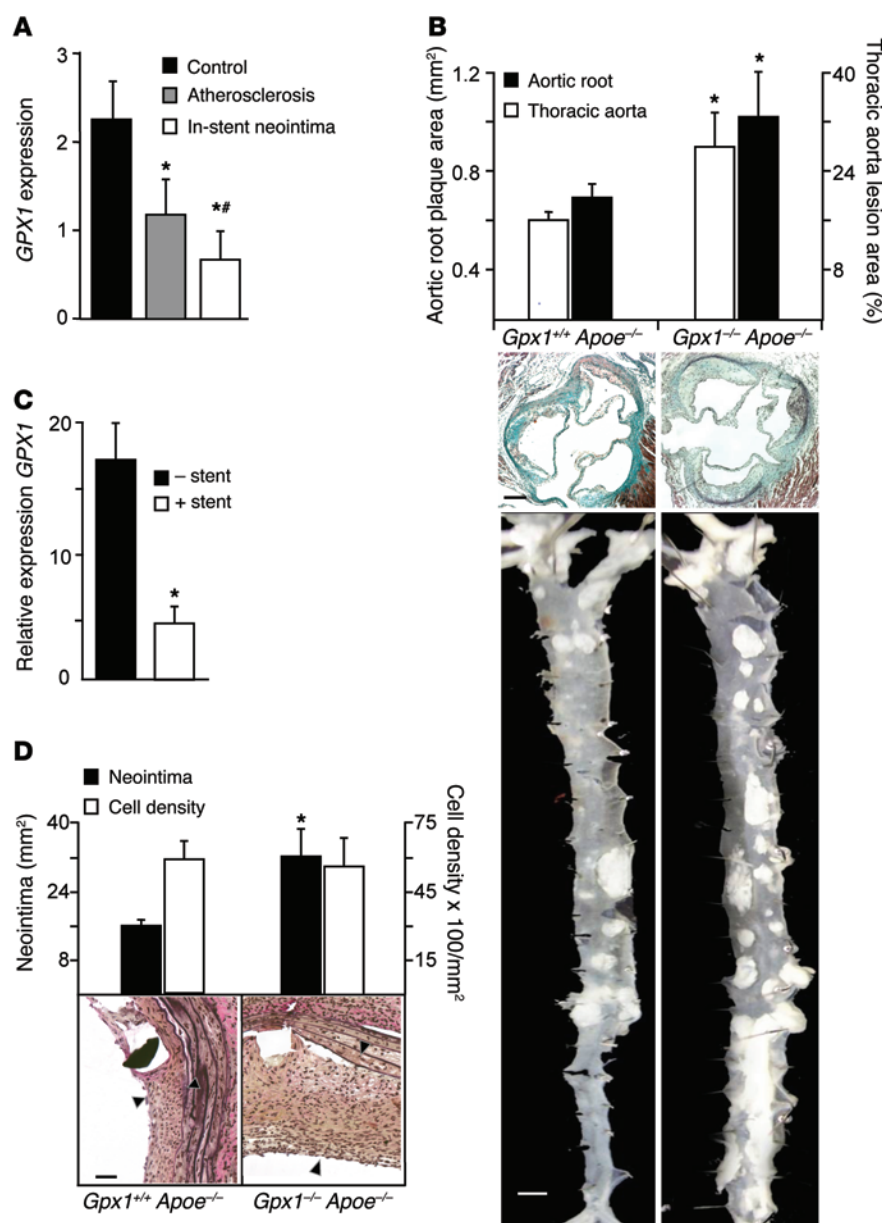 A
GPX1 expression
3
2
1
0
Control
Atherosclerosis
In-stent neointima
*
*#
B
Aortic root plaque area (mm²)
1.2
0.8
0.4
Aortic root
Thoracic aorta
*
*
40
24
8
Thoracic aorta lesion area (%)
Gpx1+/+ Apoe–/–
Gpx1–/– Apoe–/–
C
Relative expression GPX1
20
10
0
– stent
+ stent
*
D
Neointima
Cell density
Neointima (mm²)
40
24
8
*
75
45
15
Cell density x 100/mm²
Gpx1+/+ Apoe–/–
Gpx1–/– Apoe–/–